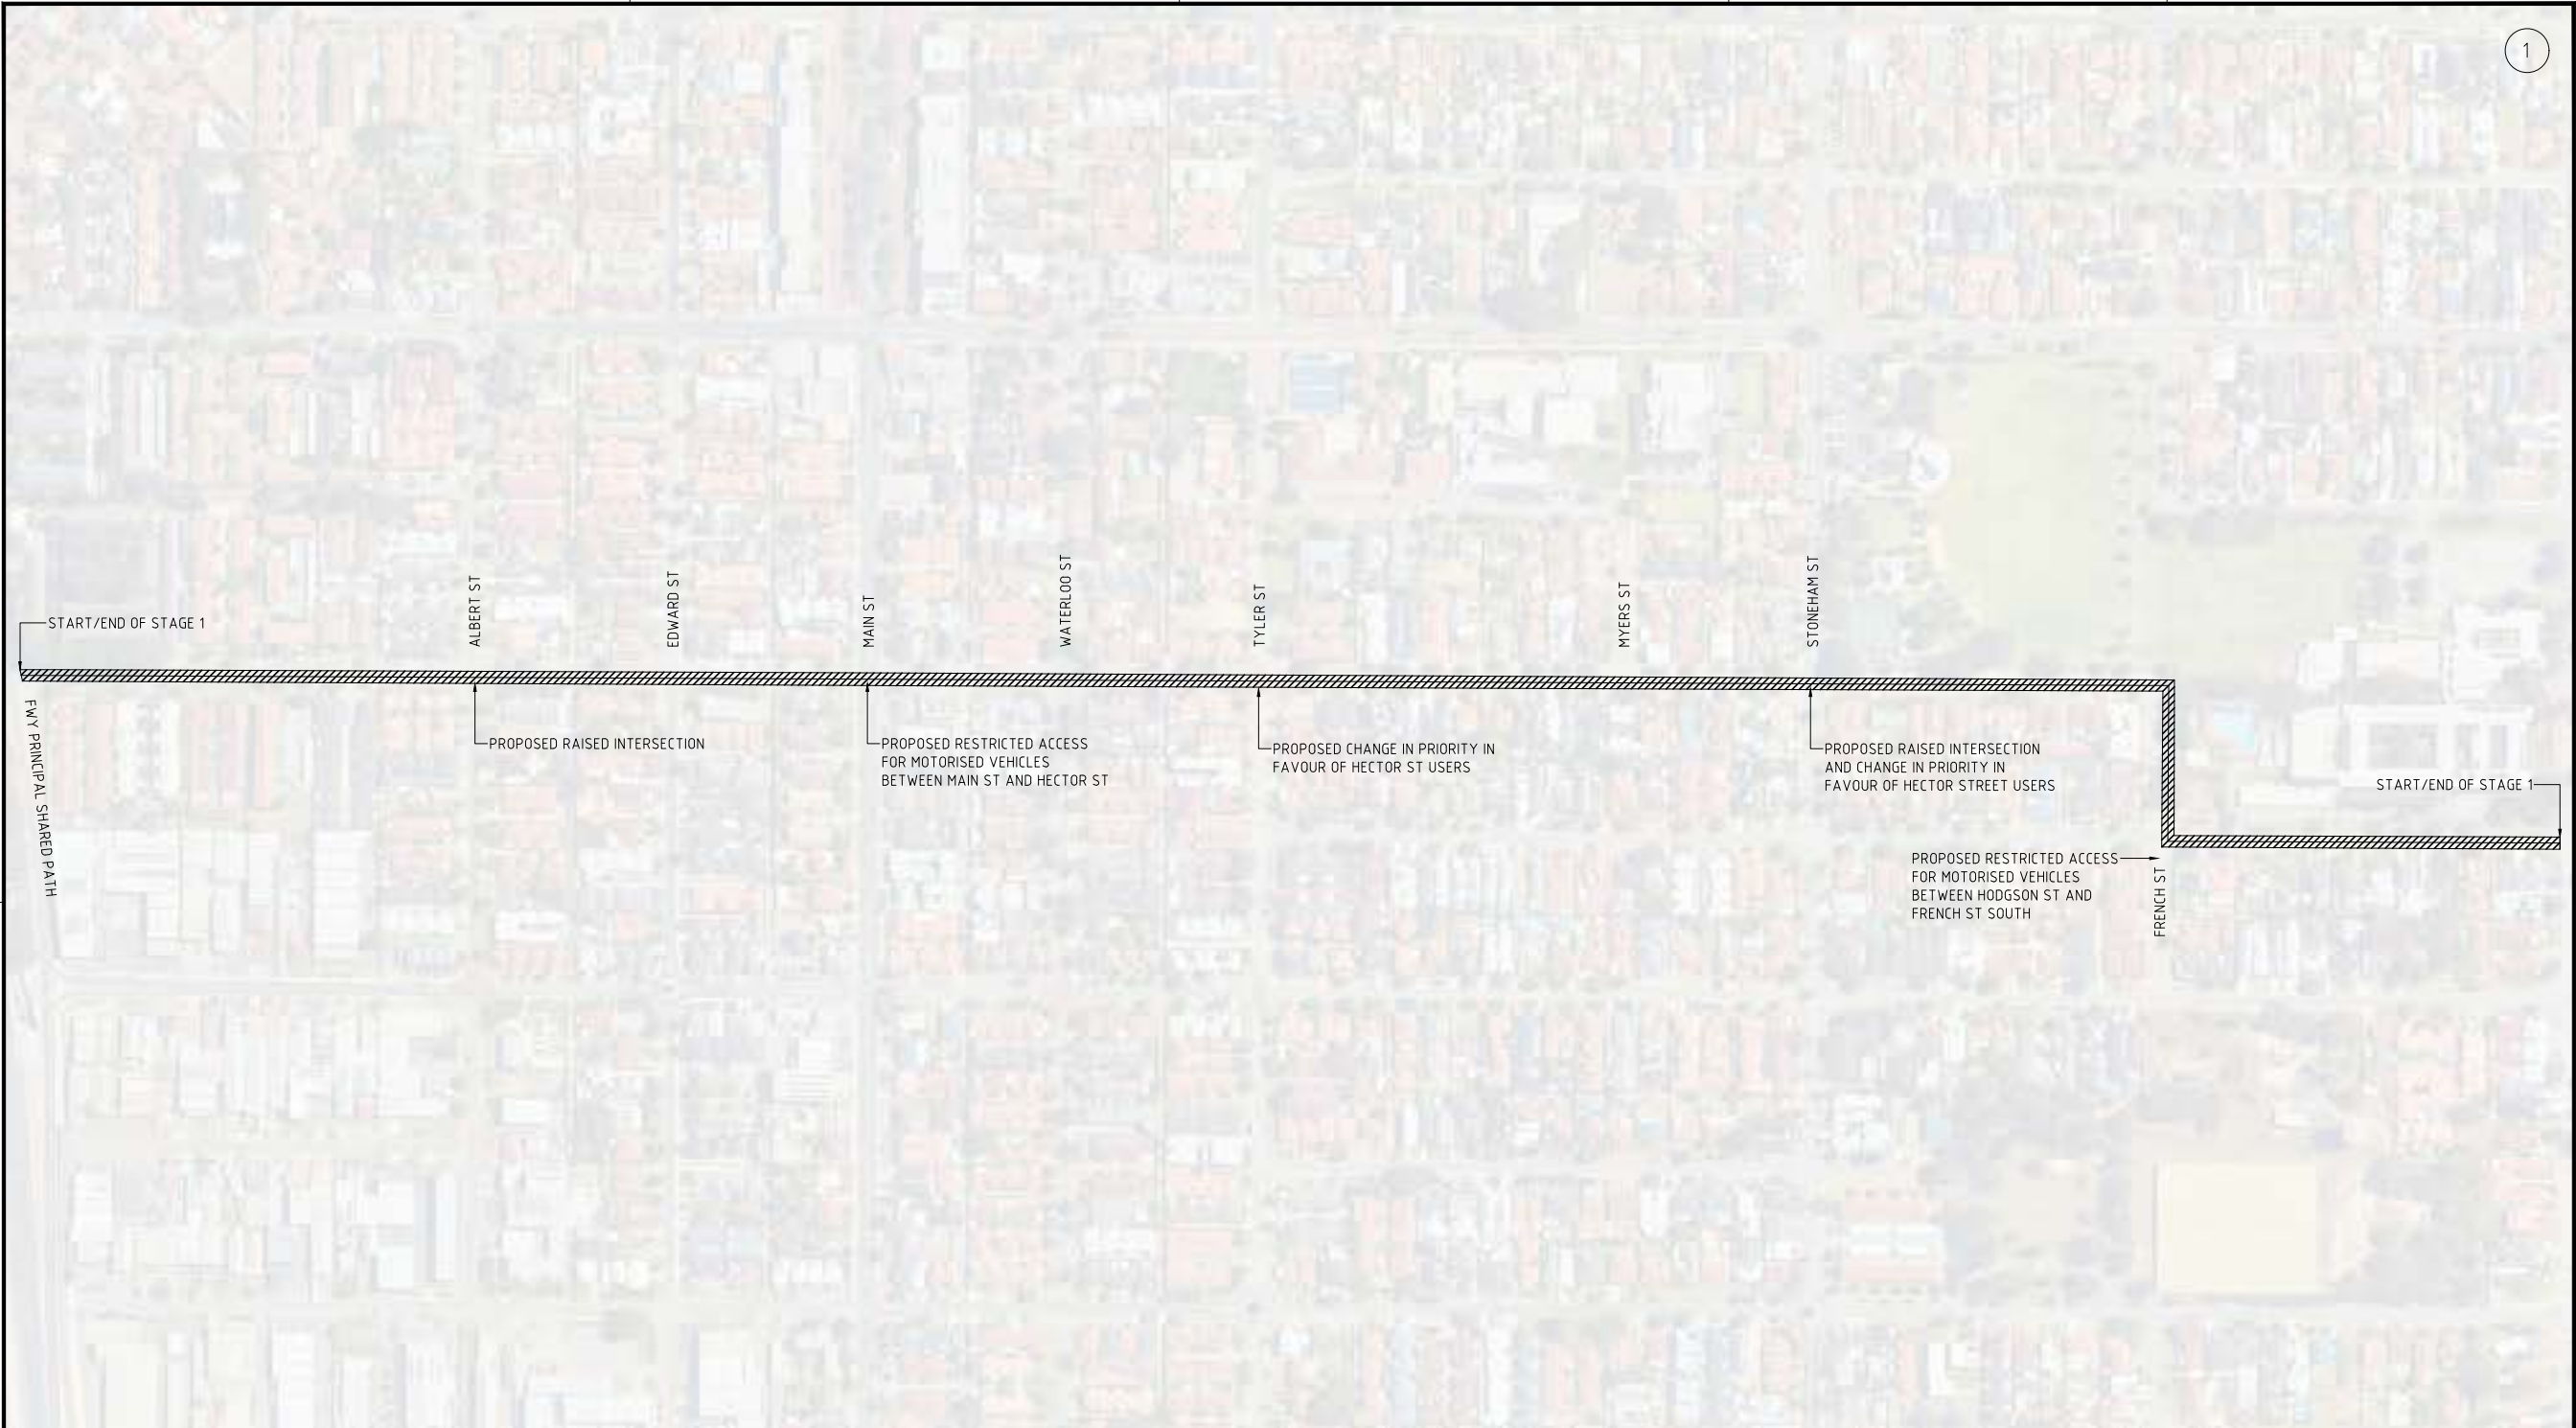 1
ALBERT ST
EDWARD ST
MAIN ST
WATERLOO ST
TYLER ST
MYERS ST
STONEHAM ST
START/END OF STAGE 1
FWY PRINCIPAL SHARED PATH
PROPOSED RAISED INTERSECTION
PROPOSED RESTRICTED ACCESS
FOR MOTORISED VEHICLES
BETWEEN MAIN ST AND HECTOR ST
PROPOSED CHANGE IN PRIORITY IN
FAVOUR OF HECTOR ST USERS
PROPOSED RAISED INTERSECTION
AND CHANGE IN PRIORITY IN
FAVOUR OF HECTOR STREET USERS
START/END OF STAGE 1
PROPOSED RESTRICTED ACCESS
FOR MOTORISED VEHICLES
BETWEEN HODGSON ST AND
FRENCH ST SOUTH
FRENCH ST